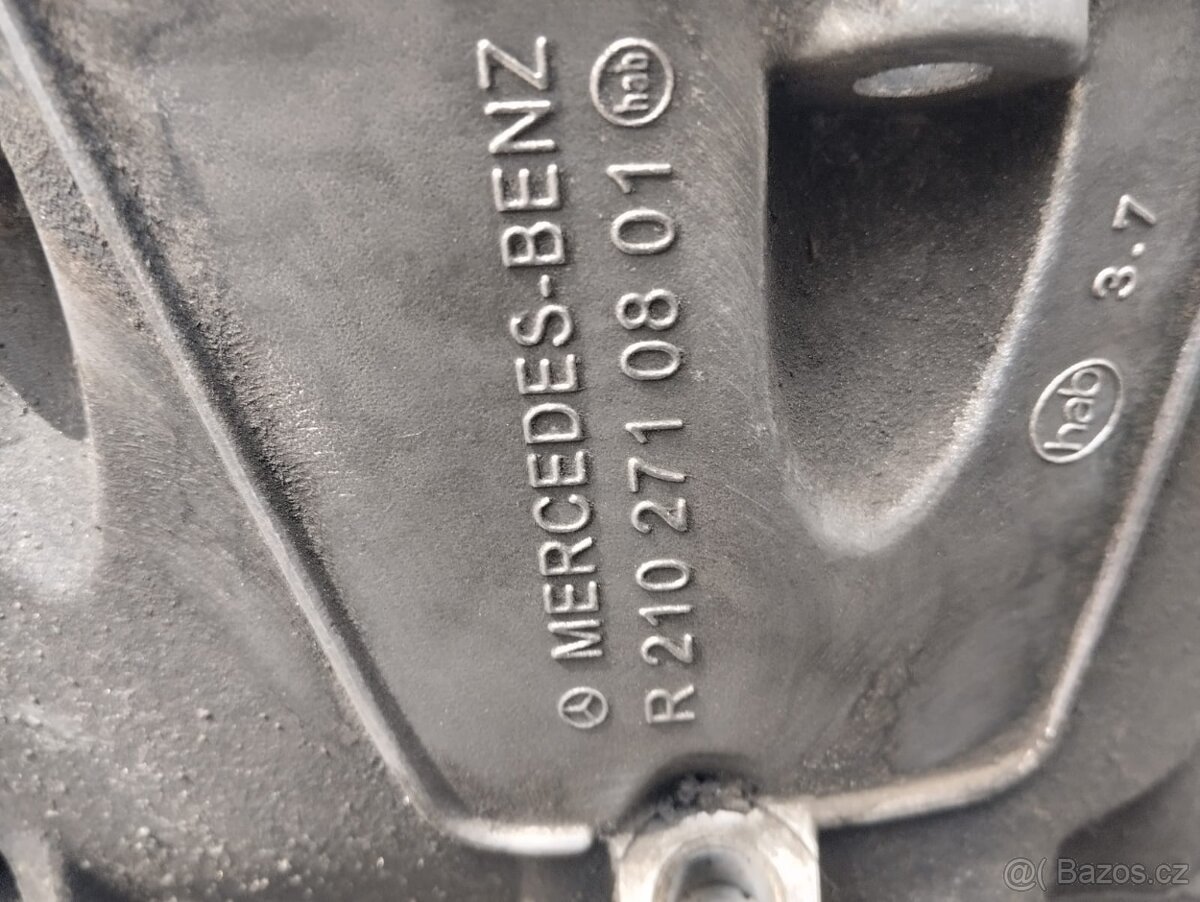 MERCEDES-BENZ
R 210 271 08 01 hab
hab 3.7
@( Bazos.cz